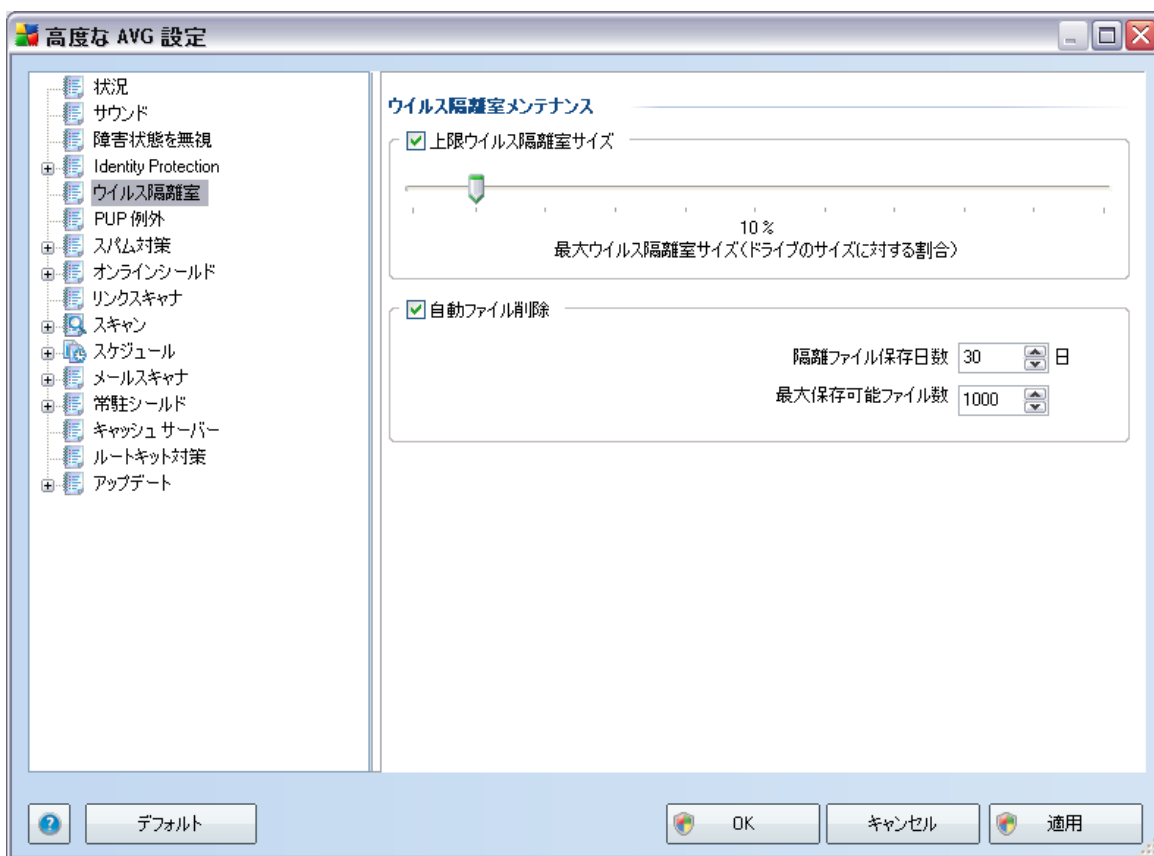 高度な AVG 設定
状況
サウンド
障害状態を無視
Identity Protection
ウイルス隔離室
PUP 例外
スパム対策
オンラインシールド
リンクスキャナ
スキャン
スケジュール
メールスキャナ
常駐シールド
キャッシュ サーバー
ルートキット対策
アップデート
ウイルス隔離室メンテナンス
上限ウイルス隔離室サイズ
10 %
最大ウイルス隔離室サイズ(ドライブのサイズに対する割合)
自動ファイル削除
隔離ファイル保存日数 30 日
最大保存可能ファイル数 1000
デフォルト OK キャンセル 適用